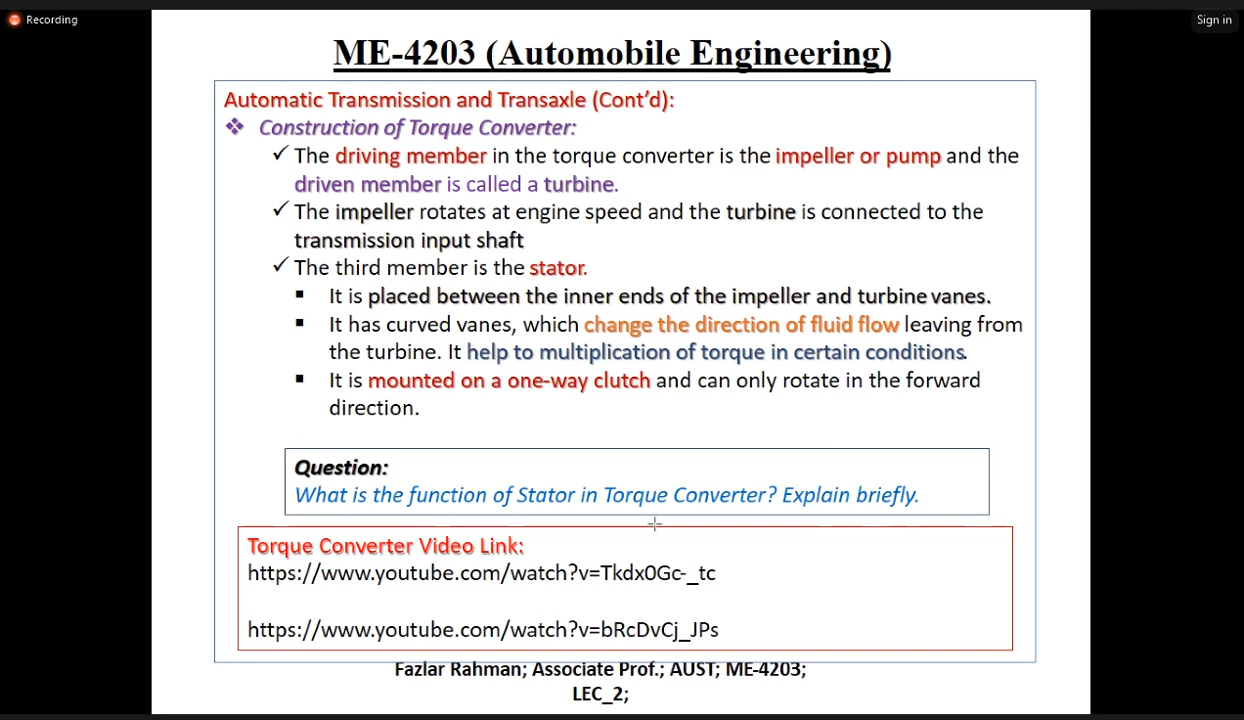 Recording
Sign in
ME-4203 (Automobile Engineering)
Automatic Transmission and Transaxle (Cont'd):
❖ Construction of Torque Converter:
✓ The driving member in the torque converter is the impeller or pump and the
driven member is called a turbine.
✓ The impeller rotates at engine speed and the turbine is connected to the
transmission input shaft
✓ The third member is the stator.
▪ It is placed between the inner ends of the impeller and turbine vanes.
▪ It has curved vanes, which change the direction of fluid flow leaving from
the turbine. It help to multiplication of torque in certain conditions.
▪ It is mounted on a one-way clutch and can only rotate in the forward
direction.
Question:
What is the function of Stator in Torque Converter? Explain briefly.
Torque Converter Video Link:
https://www.youtube.com/watch?v=Tkdx0Gc-_tc
https://www.youtube.com/watch?v=bRcDvCj_JPs
Fazlar Rahman; Associate Prof.; AUST; ME-4203;
LEC_2;